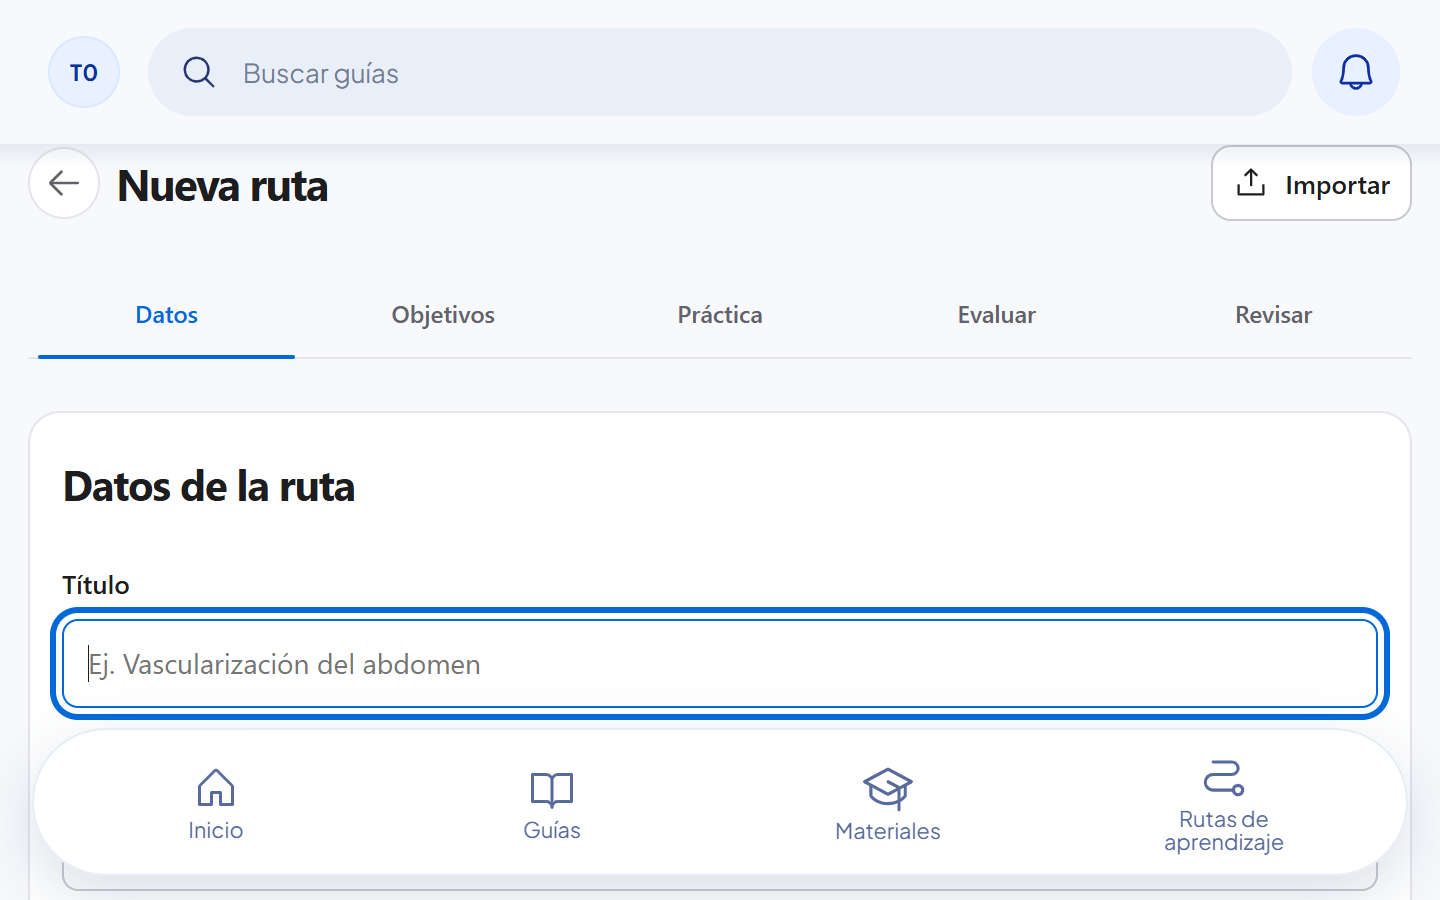 TO
Buscar guías
Nueva ruta
Importar
Datos
Objetivos
Práctica
Evaluar
Revisar
Datos de la ruta
Título
Ej. Vascularización del abdomen
Inicio
Guías
Materiales
Rutas de
aprendizaje